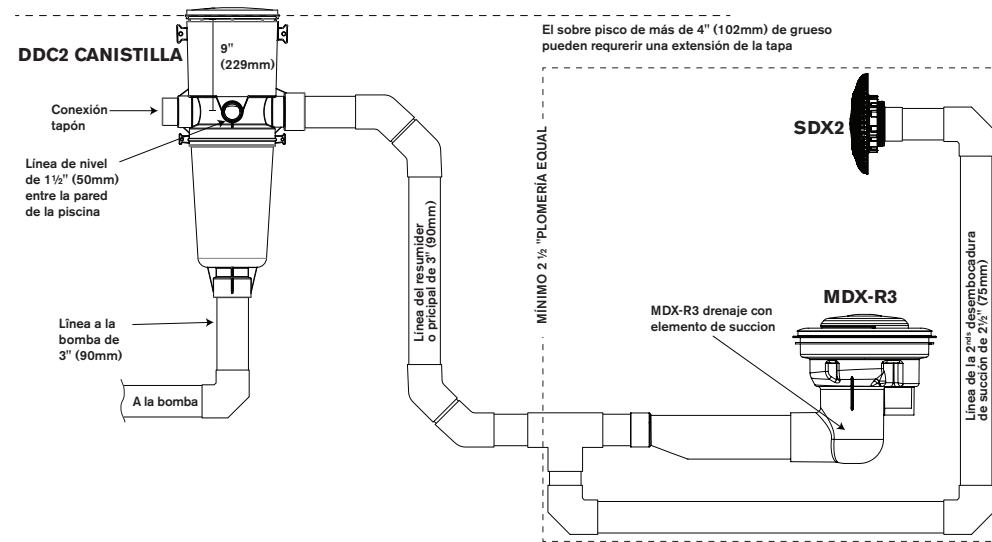 El sobre pisco de más de 4" (102mm) de grueso
pueden requrerir una extensión de la tapa
DDC2 CANISTILLA
9"
(229mm)
Conexión
tapón
Línea de nivel
de 1½" (50mm)
entre la pared
de la piscina
Lînea a la
bomba de
3" (90mm)
A la bomba
Línea del resumider
o pricipal de 3" (90mm)
MÍNIMO 2 ½ "PLOMERÍA EQUAL
SDX2
MDX-R3
MDX-R3 drenaje con
elemento de succion
Línea de la 2ⁿᵈˢ desembocadura
de succión de 2½" (75mm)